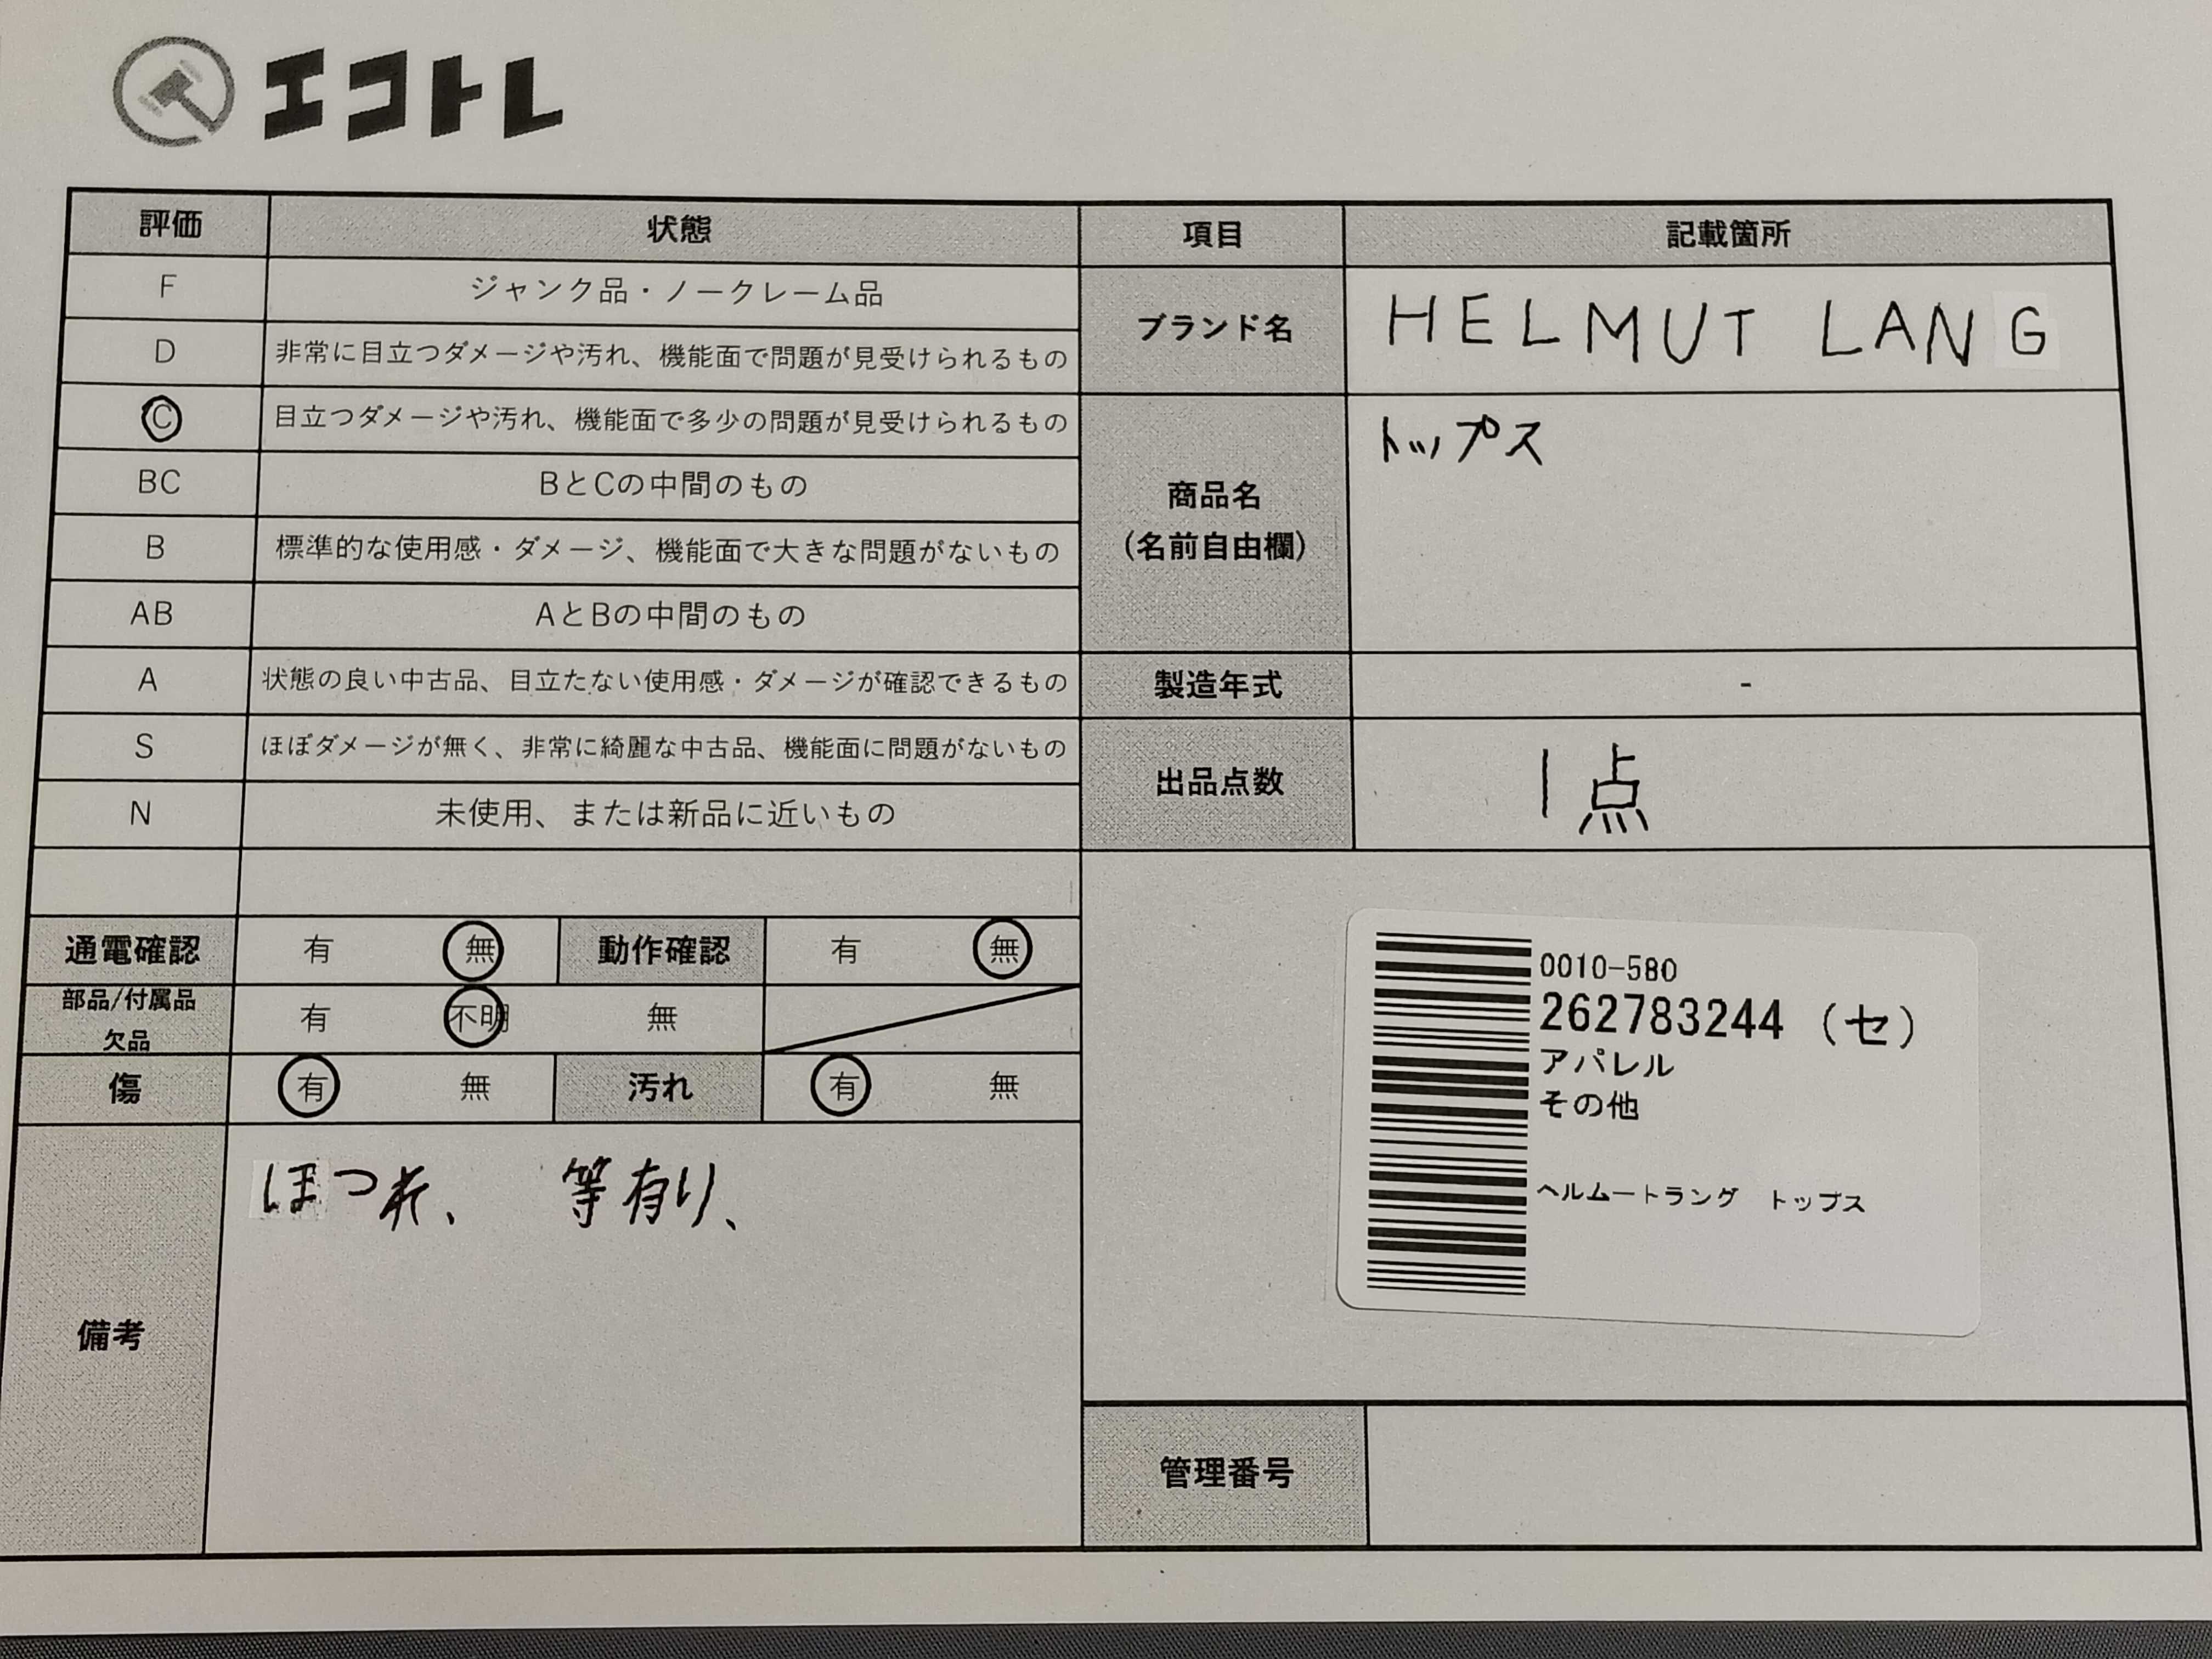 エコトレ
評価 状態
F ジャンク品・ノークレーム品
D 非常に目立つダメージや汚れ、機能面で問題が見受けられるもの
C 目立つダメージや汚れ、機能面で多少の問題が見受けられるもの
BC BとCの中間のもの
B 標準的な使用感・ダメージ、機能面で大きな問題がないもの
AB AとBの中間のもの
A 状態の良い中古品、目立たない使用感・ダメージが確認できるもの
S ほぼダメージが無く、非常に綺麗な中古品、機能面に問題がないもの
N 未使用、または新品に近いもの
通電確認 有 無 動作確認 有 無
部品/付属品
欠品
有 不明 無
傷 有 無 汚れ 有 無
備考
ほつれ、 等有り、
項目 記載箇所
ブランド名 HELMUT LANG
商品名
(名前自由欄)
トップス
製造年式 -
出品点数 1点
0010-580
262783244 (セ)
アパレル
その他
ヘルムートラング トップス
管理番号